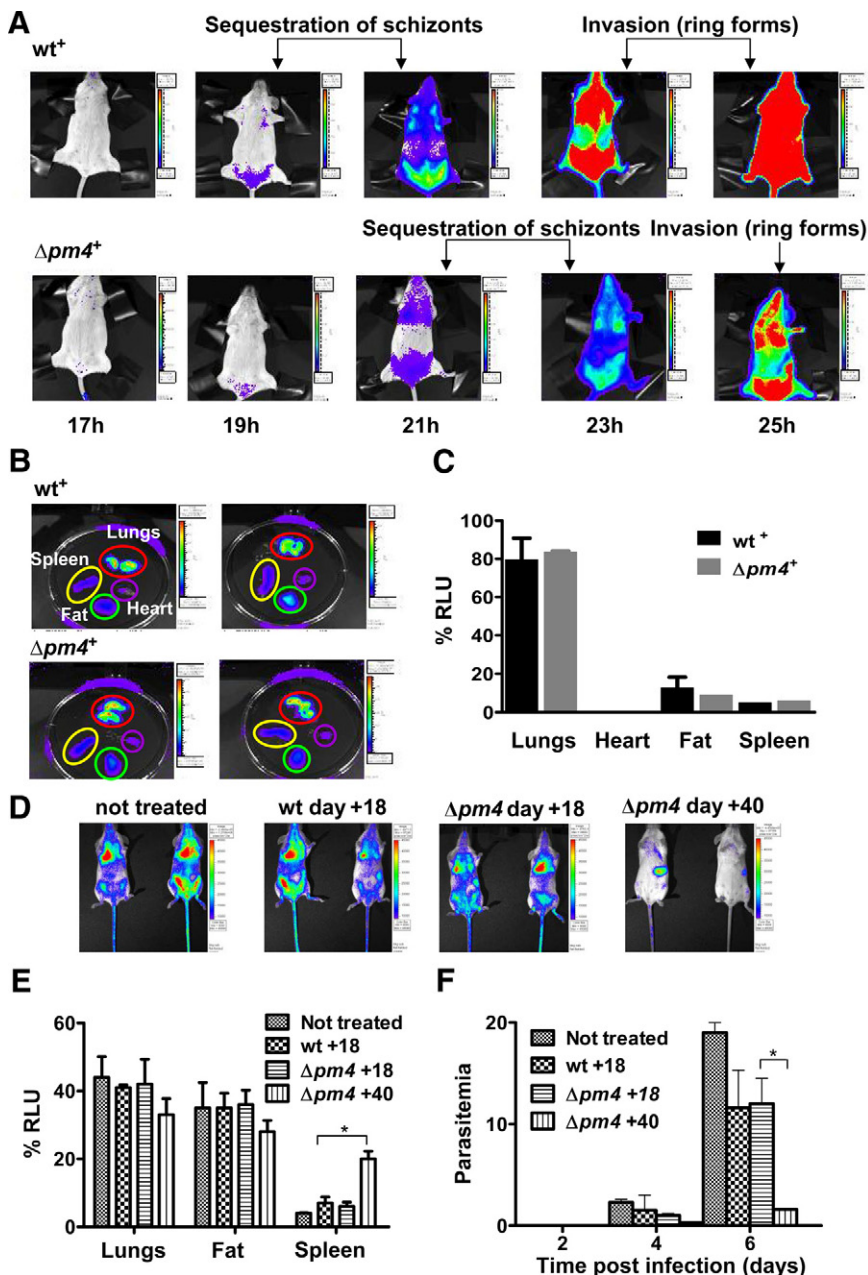 A
wt+
Sequestration of schizonts
Invasion (ring forms)
Δpm4+
Sequestration of schizonts
Invasion (ring forms)
17h
19h
21h
23h
25h
B
wt+
Lungs
Spleen
Fat
Heart
Δpm4+
C
% RLU
100
80
60
40
20
0
wt +
Δpm4+
Lungs
Heart
Fat
Spleen
D
not treated
wt day +18
Δpm4 day +18
Δpm4 day +40
E
% RLU
60
40
20
0
Not treated
wt +18
Δpm4 +18
Δpm4 +40
*
Lungs
Fat
Spleen
F
Parasitemia
20
10
0
Not treated
wt +18
Δpm4 +18
Δpm4 +40
*
2
4
6
Time post infection (days)